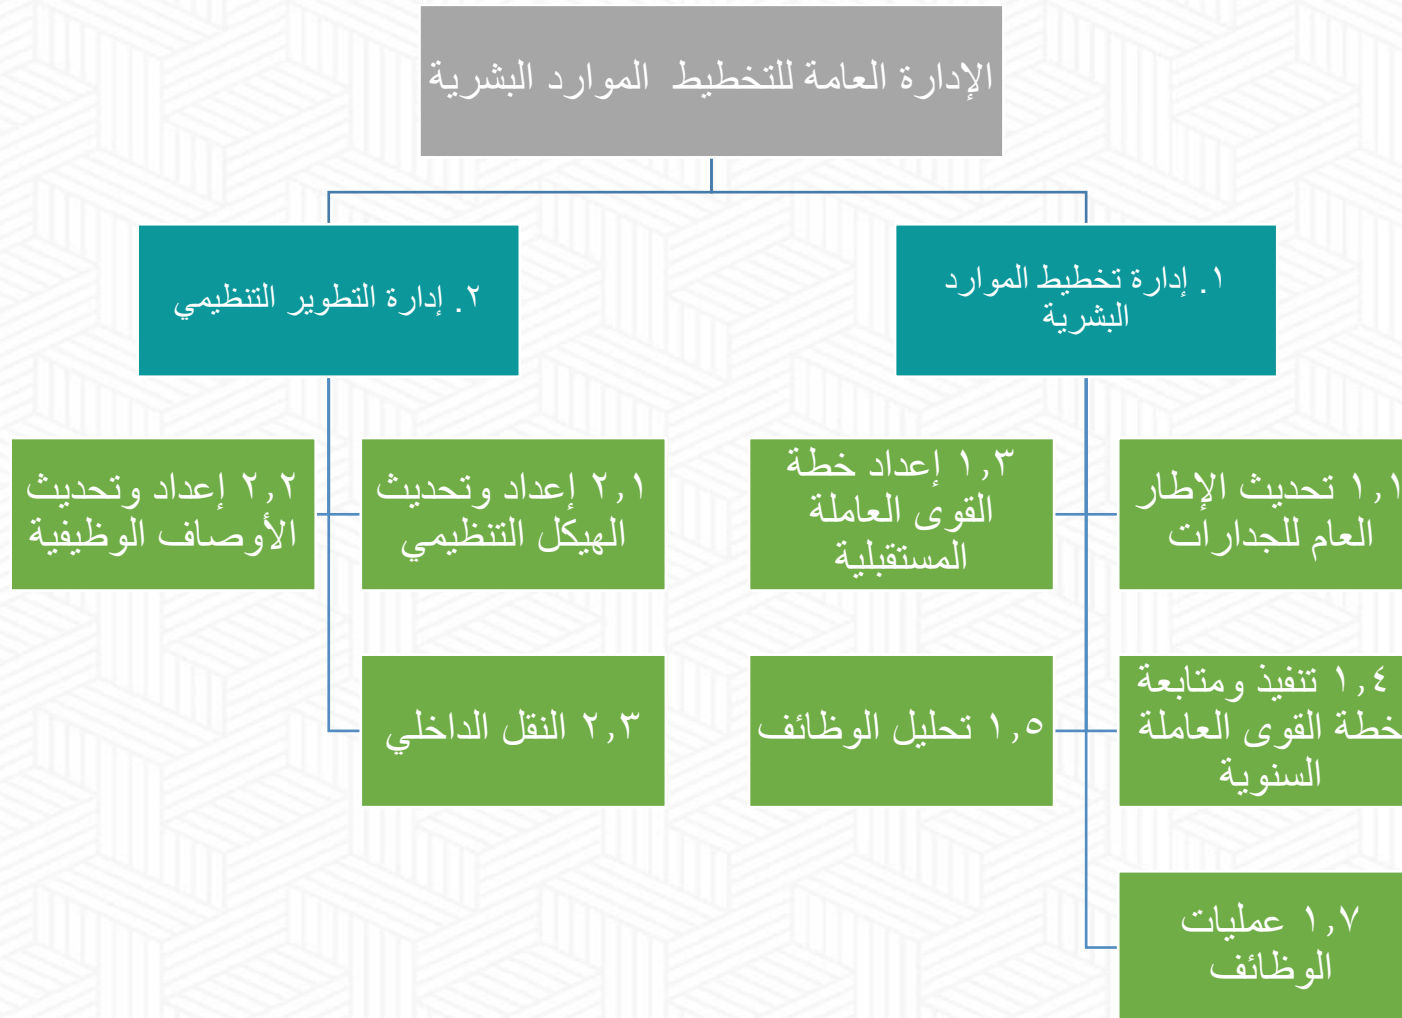 الإدارة العامة للتخطيط الموارد البشرية
١. إدارة تخطيط الموارد
البشرية
٢. إدارة التطوير التنظيمي
١,١ تحديث الإطار
العام للجدارات
١,٣ إعداد خطة
القوى العاملة
المستقبلية
٢,١ إعداد وتحديث
الهيكل التنظيمي
٢,٢ إعداد وتحديث
الأوصاف الوظيفية
١,٤ تنفيذ ومتابعة
خطة القوى العاملة
السنوية
١,٥ تحليل الوظائف
٢,٣ النقل الداخلي
١,٧ عمليات
الوظائف